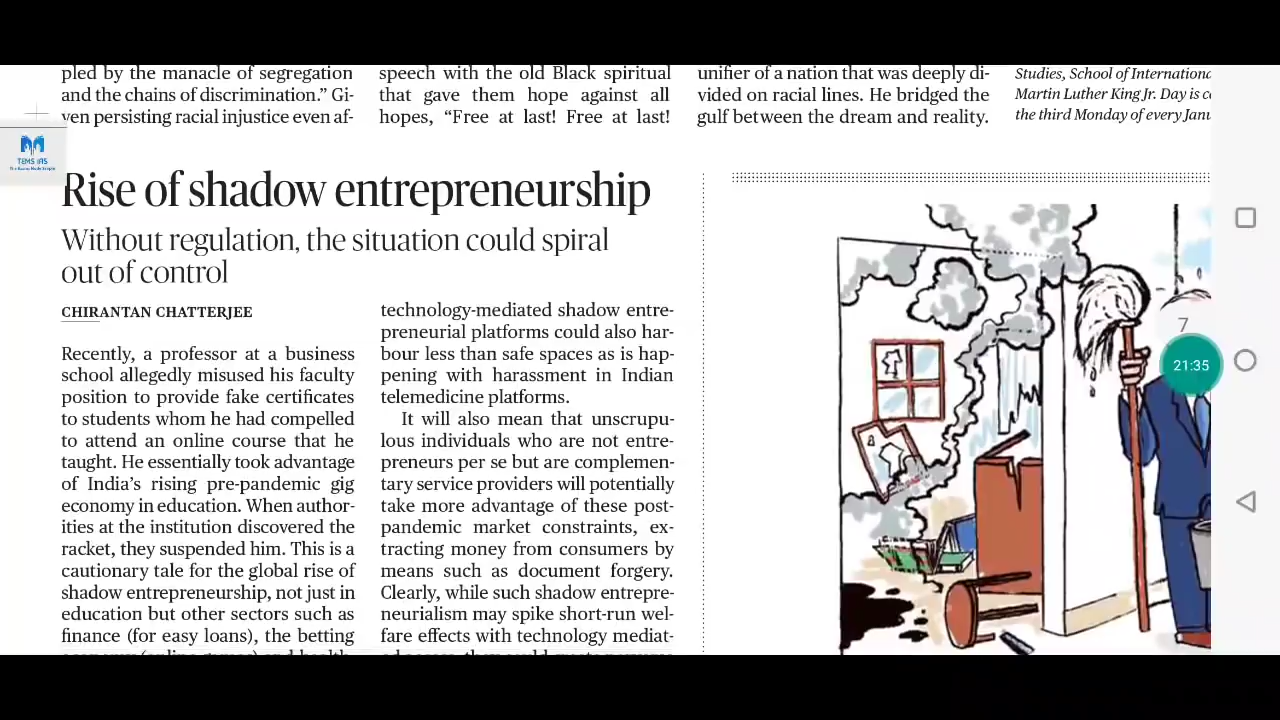 pled by the manacle of segregation
and the chains of discrimination.” Gi-
ven persisting racial injustice even af-
speech with the old Black spiritual
that gave them hope against all
hopes, “Free at last! Free at last!
unifier of a nation that was deeply di-
vided on racial lines. He bridged the
gulf between the dream and reality.
Studies, School of Internationa
Martin Luther King Jr. Day is c
the third Monday of every Janu
TEMS IAS
Rise of shadow entrepreneurship
Without regulation, the situation could spiral
out of control
CHIRANTAN CHATTERJEE
Recently, a professor at a business
school allegedly misused his faculty
position to provide fake certificates
to students whom he had compelled
to attend an online course that he
taught. He essentially took advantage
of India’s rising pre-pandemic gig
economy in education. When author-
ities at the institution discovered the
racket, they suspended him. This is a
cautionary tale for the global rise of
shadow entrepreneurship, not just in
education but other sectors such as
finance (for easy loans), the betting
technology-mediated shadow entre-
preneurial platforms could also har-
bour less than safe spaces as is hap-
pening with harassment in Indian
telemedicine platforms.
It will also mean that unscrupu-
lous individuals who are not entre-
preneurs per se but are complemen-
tary service providers will potentially
take more advantage of these post-
pandemic market constraints, ex-
tracting money from consumers by
means such as document forgery.
Clearly, while such shadow entrepre-
neurialism may spike short-run wel-
fare effects with technology mediat-
7
21:35